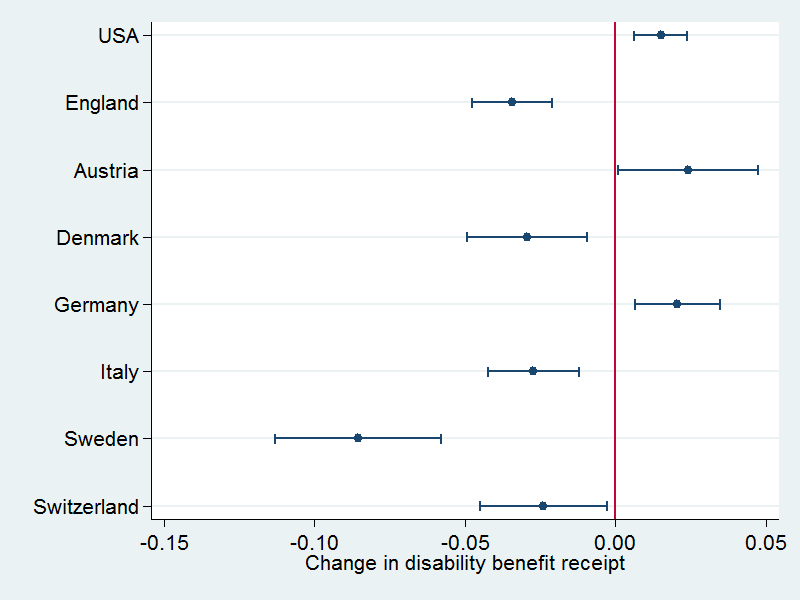 USA
England
Austria
Denmark
Germany
Italy
Sweden
Switzerland
-0.15 -0.10 -0.05 0.00 0.05
Change in disability benefit receipt